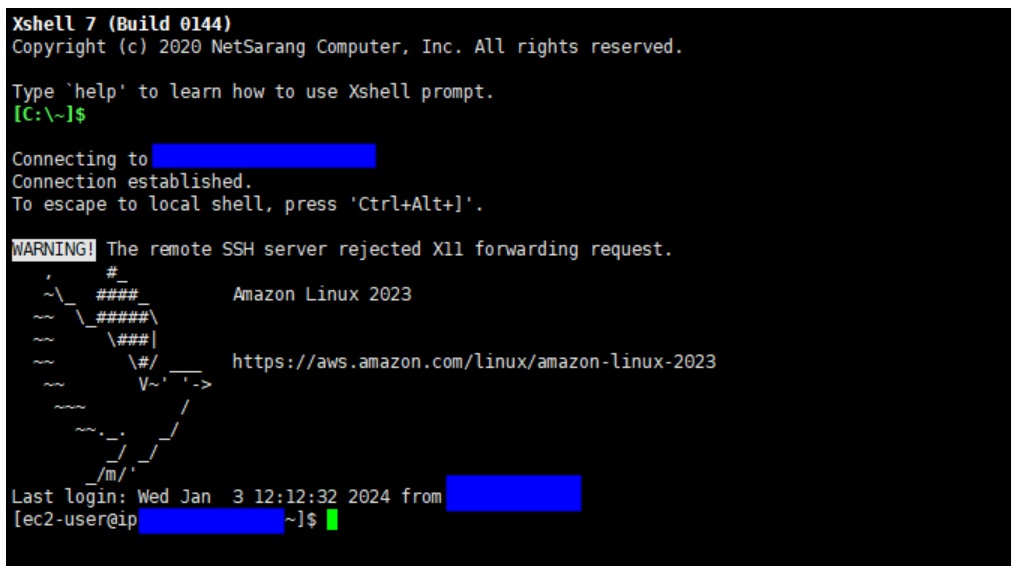 Xshell 7 (Build 0144)
Copyright (c) 2020 NetSarang Computer, Inc. All rights reserved.
Type `help' to learn how to use Xshell prompt.
[C:\~]$
Connecting to
Connection established.
To escape to local shell, press 'Ctrl+Alt+]'.
WARNING! The remote SSH server rejected X11 forwarding request.
   ,     #_
   ~\_  ####_        Amazon Linux 2023
  ~~  \_#####\
  ~~     \###|
  ~~       \#/ ___   https://aws.amazon.com/linux/amazon-linux-2023
   ~~       V~' '->
    ~~~         /
      ~~._.   _/
         _/ _/
       _/m/'
Last login: Wed Jan  3 12:12:32 2024 from
[ec2-user@ip ~]$